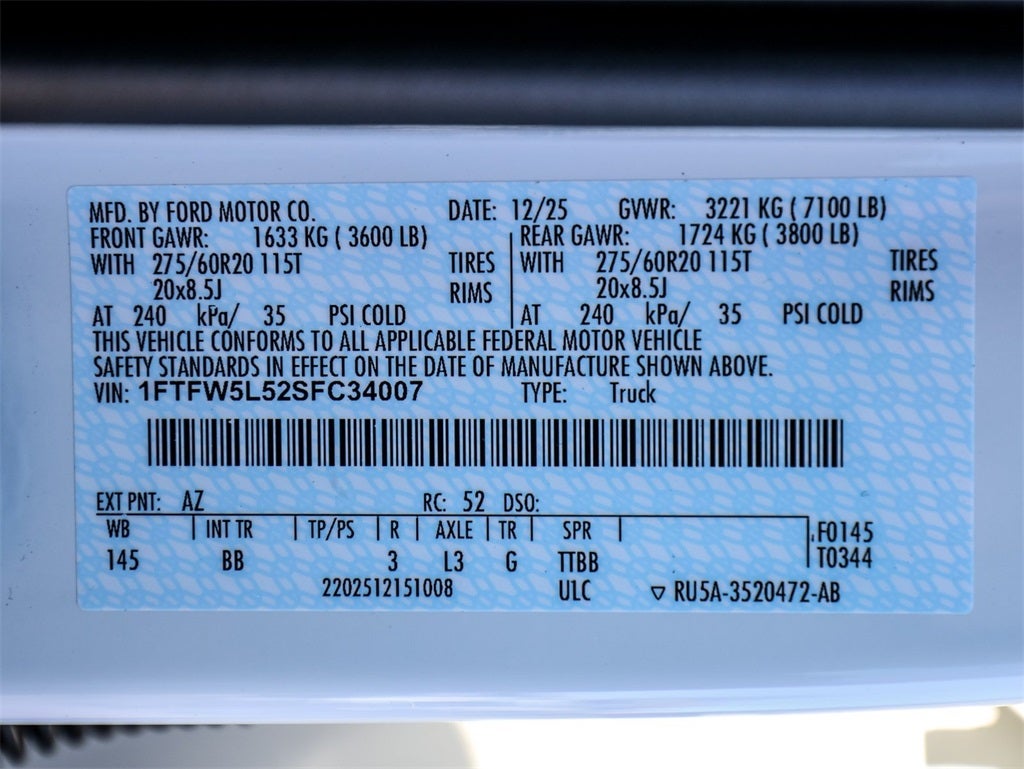 MFD. BY FORD MOTOR CO. DATE: 12/25 GVWR: 3221 KG ( 7100 LB)
FRONT GAWR: 1633 KG ( 3600 LB) REAR GAWR: 1724 KG ( 3800 LB)
WITH 275/60R20 115T TIRES WITH 275/60R20 115T TIRES
20x8.5J RIMS 20x8.5J RIMS
AT 240 kPa/ 35 PSI COLD AT 240 kPa/ 35 PSI COLD
THIS VEHICLE CONFORMS TO ALL APPLICABLE FEDERAL MOTOR VEHICLE
SAFETY STANDARDS IN EFFECT ON THE DATE OF MANUFACTURE SHOWN ABOVE.
VIN: 1FTFW5L52SFC34007 TYPE: Truck
EXT PNT: AZ RC: 52 DSO:
WB INT TR TP/PS R AXLE TR SPR F0145
145 BB 3 L3 G TTBB T0344
2202512151008 ULC ▽ RU5A-3520472-AB